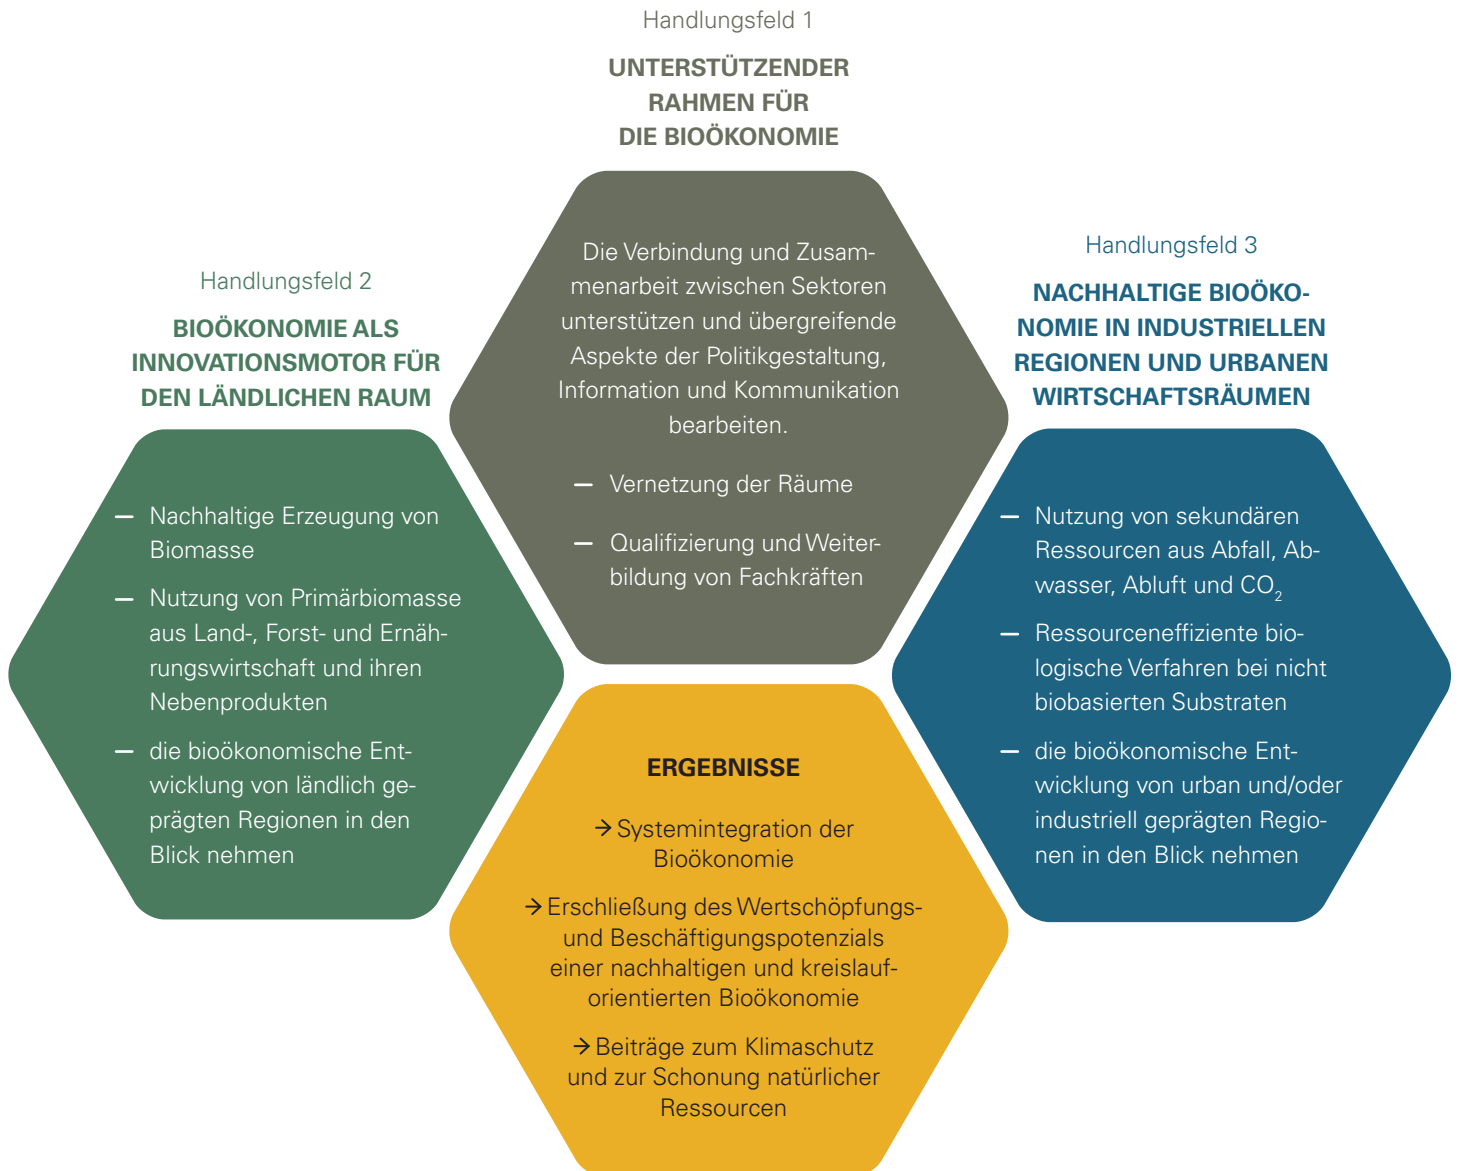 Handlungsfeld 1
UNTERSTÜTZENDER
RAHMEN FÜR
DIE BIOÖKONOMIE
Die Verbindung und Zusam-
menarbeit zwischen Sektoren
unterstützen und übergreifende
Aspekte der Politikgestaltung,
Information und Kommunikation
bearbeiten.
— Vernetzung der Räume
— Qualifizierung und Weiter-
bildung von Fachkräften
Handlungsfeld 2
BIOÖKONOMIE ALS
INNOVATIONSMOTOR FÜR
DEN LÄNDLICHEN RAUM
— Nachhaltige Erzeugung von
Biomasse
— Nutzung von Primärbiomasse
aus Land-, Forst- und Ernäh-
rungswirtschaft und ihren
Nebenprodukten
— die bioökonomische Ent-
wicklung von ländlich ge-
prägten Regionen in den
Blick nehmen
Handlungsfeld 3
NACHHALTIGE BIOÖKO-
NOMIE IN INDUSTRIELLEN
REGIONEN UND URBANEN
WIRTSCHAFTSRÄUMEN
— Nutzung von sekundären
Ressourcen aus Abfall, Ab-
wasser, Abluft und CO₂
— Ressourceneffiziente bio-
logische Verfahren bei nicht
biobasierten Substraten
— die bioökonomische Ent-
wicklung von urban und/oder
industriell geprägten Regio-
nen in den Blick nehmen
ERGEBNISSE
→ Systemintegration der
Bioökonomie
→ Erschließung des Wertschöpfungs-
und Beschäftigungspotenzials
einer nachhaltigen und kreislauf-
orientierten Bioökonomie
→ Beiträge zum Klimaschutz
und zur Schonung natürlicher
Ressourcen